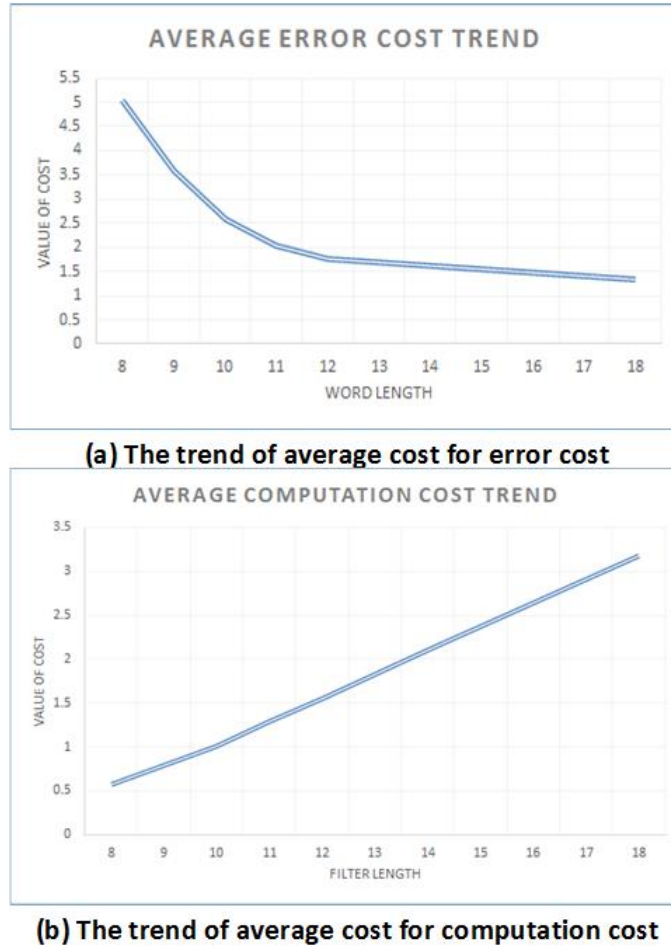 AVERAGE ERROR COST TREND
5.5
5
4.5
4
3.5
3
2.5
2
1.5
1
0.5
0
VALUE OF COST
8 9 10 11 12 13 14 15 16 17 18
WORD LENGTH
(a) The trend of average cost for error cost
AVERAGE COMPUTATION COST TREND
3.5
3
2.5
2
1.5
1
0.5
0
VALUE OF COST
8 9 10 11 12 13 14 15 16 17 18
FILTER LENGTH
(b) The trend of average cost for computation cost